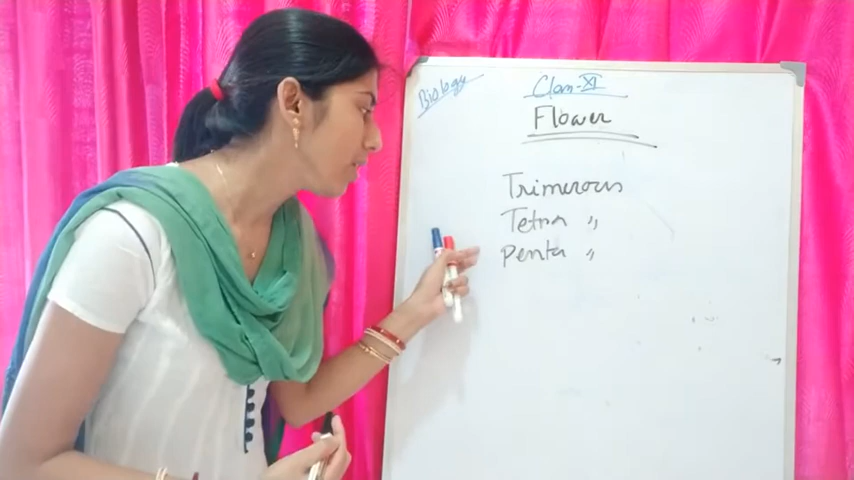 Biology
Class-XI
Flower
Trimerous
Tetra "
Penta "